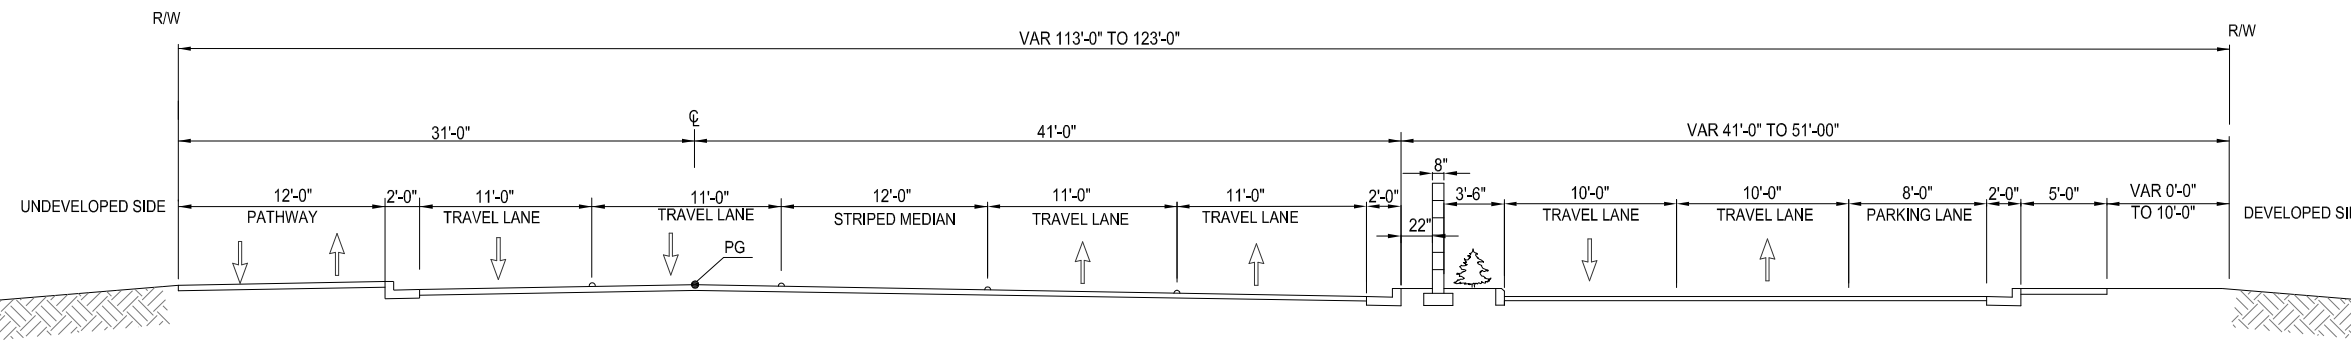 R/W
R/W
VAR 113'-0" TO 123'-0"
℄
31'-0"
41'-0"
VAR 41'-0" TO 51'-00"
8"
12'-0"
2'-0"
11'-0"
11'-0"
12'-0"
11'-0"
11'-0"
2'-0"
3'-6"
10'-0"
10'-0"
8'-0"
2'-0"
5'-0"
VAR 0'-0"
TO 10'-0"
UNDEVELOPED SIDE
PATHWAY
TRAVEL LANE
TRAVEL LANE
STRIPED MEDIAN
TRAVEL LANE
TRAVEL LANE
22"
TRAVEL LANE
TRAVEL LANE
PARKING LANE
DEVELOPED
PG